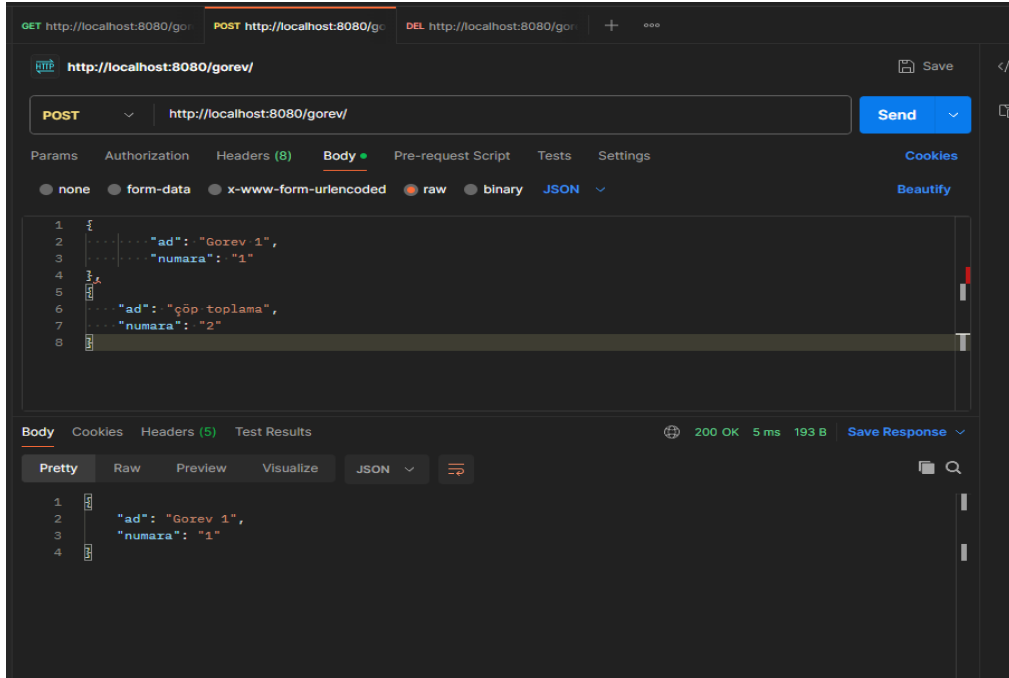 GET http://localhost:8080/gor
POST http://localhost:8080/go
DEL http://localhost:8080/gor
HTTP http://localhost:8080/gorev/
Save
POST http://localhost:8080/gorev/
Send
Params Authorization Headers (8) Body Pre-request Script Tests Settings Cookies
none form-data x-www-form-urlencoded raw binary JSON Beautify
1 {
2 "ad": "Gorev 1",
3 "numara": "1"
4 },
5 {
6 "ad": "çöp toplama",
7 "numara": "2"
8 }
Body Cookies Headers (5) Test Results 200 OK 5 ms 193 B Save Response
Pretty Raw Preview Visualize JSON
1 {
2 "ad": "Gorev 1",
3 "numara": "1"
4 }